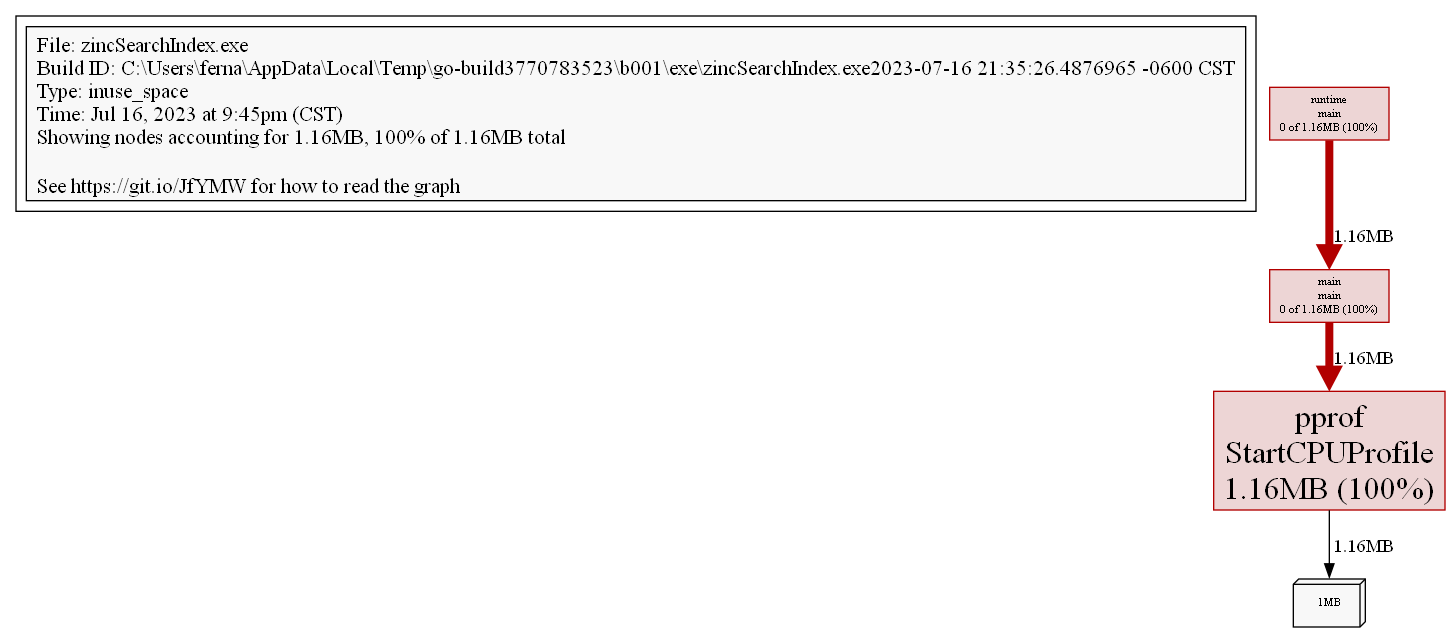 File: zincSearchIndex.exe
Build ID: C:\Users\ferna\AppData\Local\Temp\go-build3770783523\b001\exe\zincSearchIndex.exe2023-07-16 21:35:26.4876965 -0600 CST
Type: inuse_space
Time: Jul 16, 2023 at 9:45pm (CST)
Showing nodes accounting for 1.16MB, 100% of 1.16MB total
See https://git.io/JfYMW for how to read the graph
runtime
main
0 of 1.16MB (100%)
1.16MB
main
main
0 of 1.16MB (100%)
1.16MB
pprof
StartCPUProfile
1.16MB (100%)
1.16MB
1MB